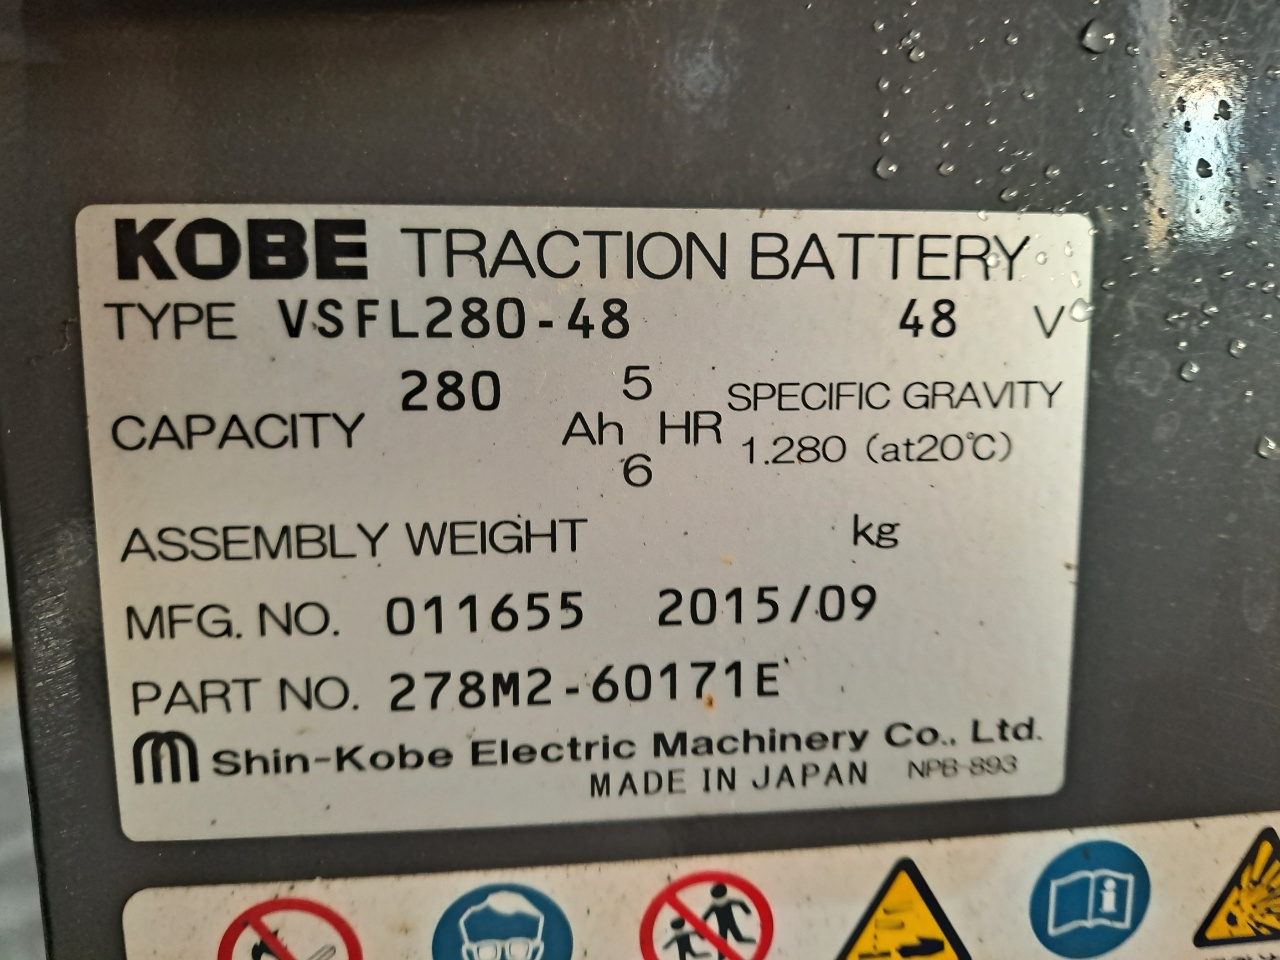 KOBE TRACTION BATTERY
TYPE VSFL280-48 48 V
CAPACITY 280 Ah 5 HR SPECIFIC GRAVITY
6 1.280 (at20℃)
ASSEMBLY WEIGHT kg
MFG. NO. 011655 2015/09
PART NO. 278M2-60171E
Shin-Kobe Electric Machinery Co., Ltd.
MADE IN JAPAN NPB-893